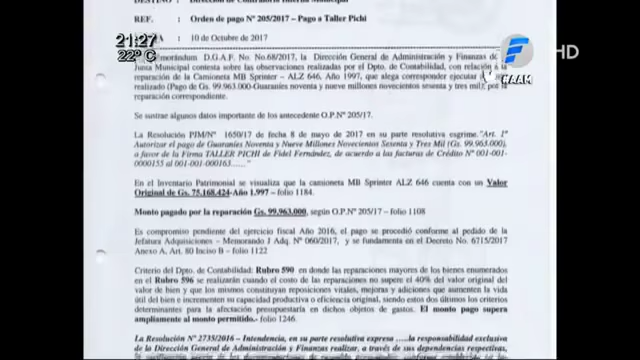 DESTINO : Dirección de Contraloría Interna Municipal
REF. : Orden de pago Nº 205/2017 – Pago a Taller Pichi
21:27
22°C
A : 10 de Octubre de 2017
HD
NAAM
Memorándum D.G.A.F. No. No.68/2017, la Dirección General de Administración y Finanzas de
Junta Municipal contesta sobre las observaciones realizadas por el Dpto. de Contabilidad, con relación a la
reparación de la Camioneta MB Sprinter – ALZ 646, Año 1997, que alega corresponder ejecutar
realizado (Pago de Gs. 99.963.000-Guaraníes Noventa y nueve millones novecientos sesenta y tres mil), por la
reparación correspondiente.
Se sustrae algunos datos importante de los antecedente O.P.Nº 205/17.
La Resolución PIM/Nº 1650/17 de fecha 8 de mayo de 2017 en su parte resolutiva esgrime."Art. 1º
Autorizar el pago de Guaraníes Noventa y Nueve Millones Novecientos Sesenta y Tres Mil (Gs. 99.963.000),
a favor de la Firma TALLER PICHI de Fidel Fernández, de acuerdo a las facturas de Crédito Nº 001-001-
0000155 al 001-001-000163......"
En el Inventario Patrimonial se visualiza que la camioneta MB Sprinter ALZ 646 cuenta con un Valor
Original de Gs. 75.168.424-Año 1.997 – folio 1184.
Monto pagado por la reparación Gs. 99.963.000, según O.P.Nº 205/17 – folio 1108
Es compromiso pendiente del ejercicio fiscal Año 2016, el pago se procedió conforme al pedido de la
Jefatura Adquisiciones – Memorando J Adq. Nº 060/2017, y se fundamenta en el Decreto No. 6715/2017
Anexo A, Art. 80 Inciso B – folio 1122
Criterio del Dpto. de Contabilidad: Rubro 590 en donde las reparaciones mayores de los bienes enumerados
en el Rubro 596 se realizarán cuando el costo de las reparaciones no supere el 40% del valor original del
valor de bien y que los mismos constituyan reposiciones vitales, mejoras y adiciones que aumenten la vida
útil del bien e incrementen su capacidad productiva o eficiencia original, siendo estos dos últimos los criterios
determinantes para la afectación presupuestaria en dichos objetos de gastos. El monto pago supera
ampliamente al monto permitido.- folio 1246.
La Resolución Nº 2735/2016 – Intendencia, en su parte resolutiva expresa .....la responsabilidad exclusiva
de la Dirección General de Administración y Finanzas realizar, a través de sus dependencias respectivas,